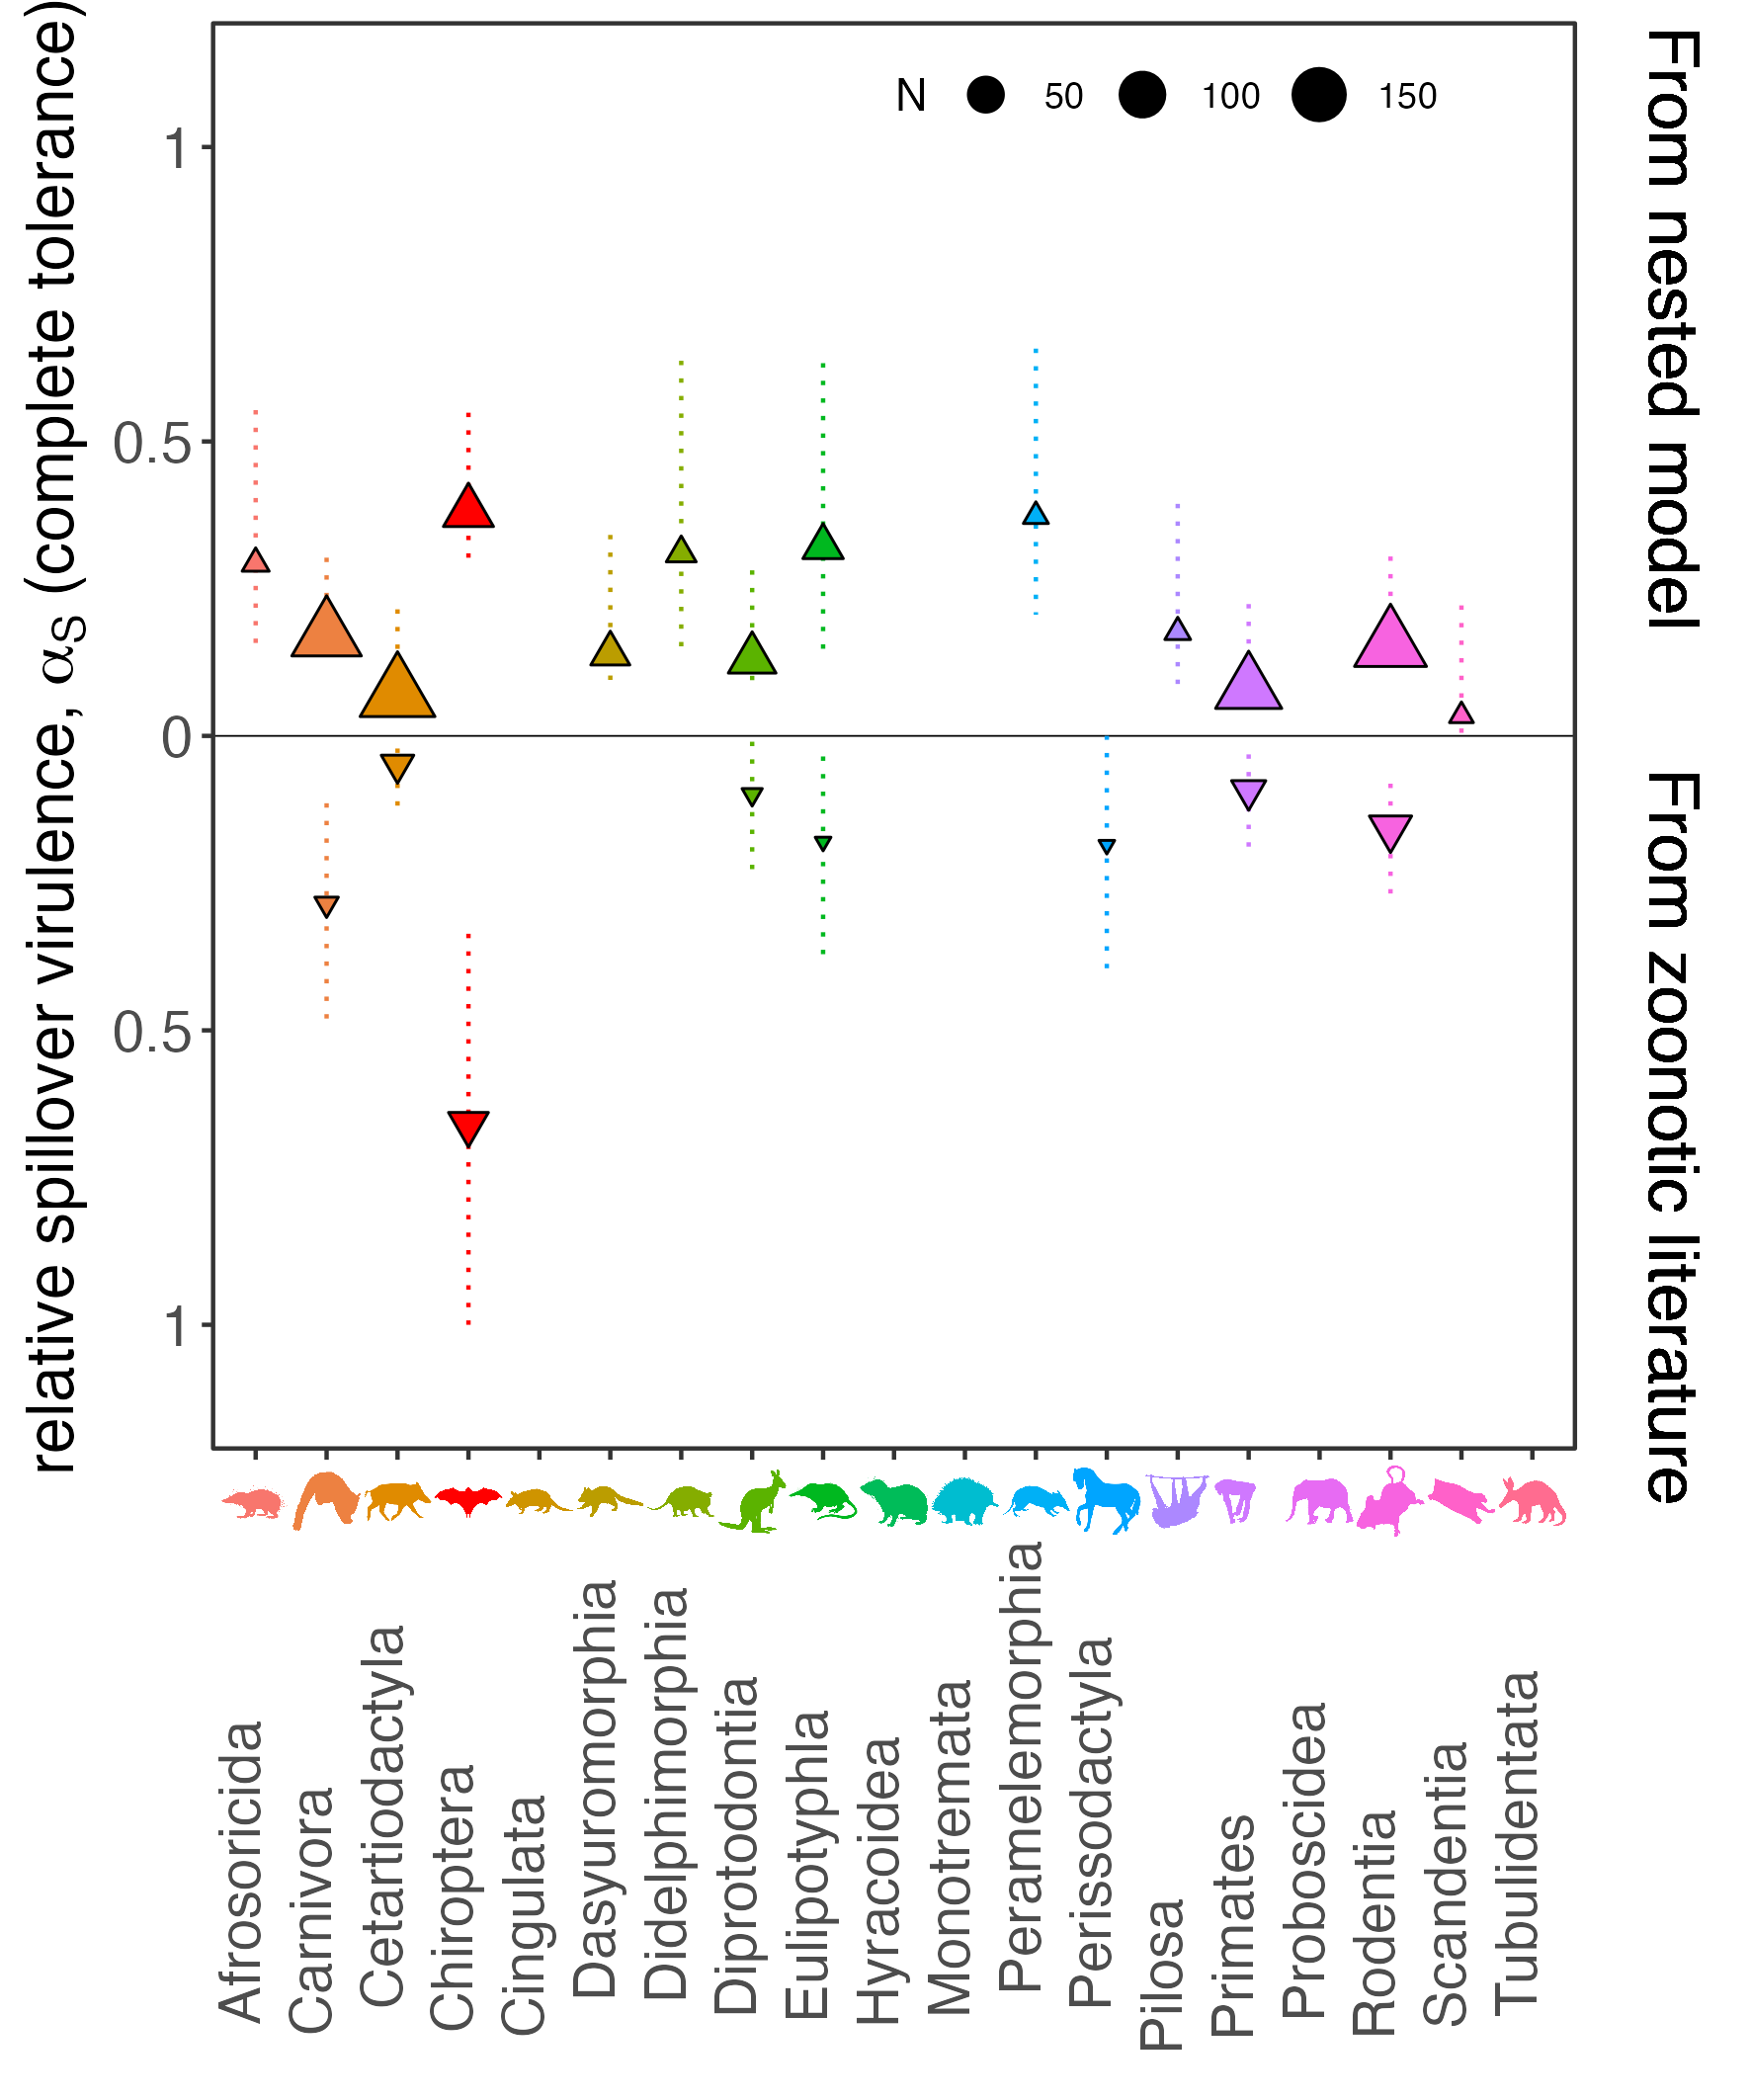 relative spillover virulence, αS (complete tolerance)
N 50 100 150
1
0.5
0
0.5
1
From nested model
From zoonotic literature
Afrosoricida
Carnivora
Cetartiodactyla
Chiroptera
Cingulata
Dasyuromorphia
Didelphimorphia
Diprotodontia
Eulipotyphla
Hyracoidea
Monotremata
Peramelemorphia
Perissodactyla
Pilosa
Primates
Proboscidea
Rodentia
Scandentia
Tubulidentata